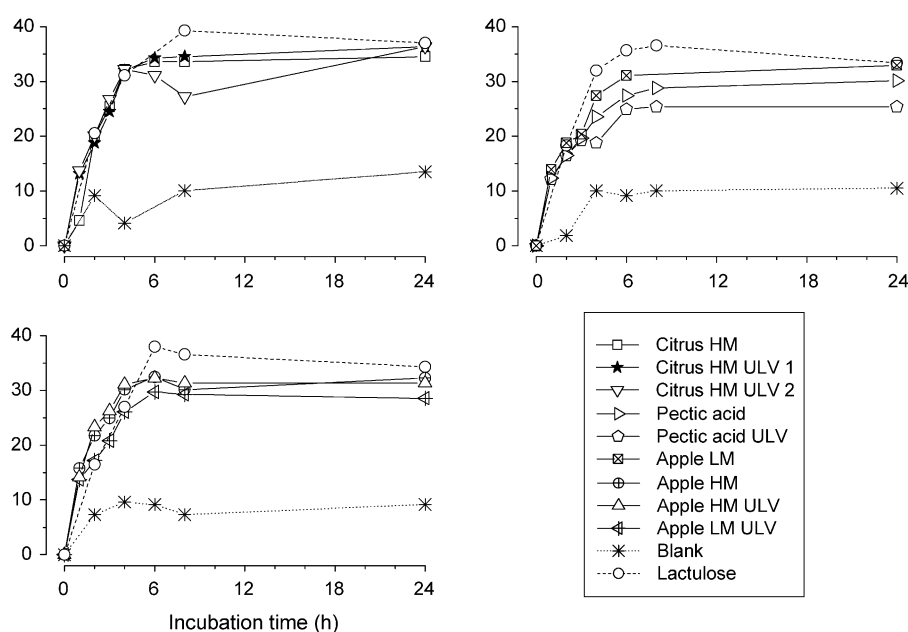 40
30
20
10
0
0 6 12 18 24
40
30
20
10
0
0 6 12 18 24
40
30
20
10
0
0 6 12 18 24
Incubation time (h)
Citrus HM
Citrus HM ULV 1
Citrus HM ULV 2
Pectic acid
Pectic acid ULV
Apple LM
Apple HM
Apple HM ULV
Apple LM ULV
Blank
Lactulose